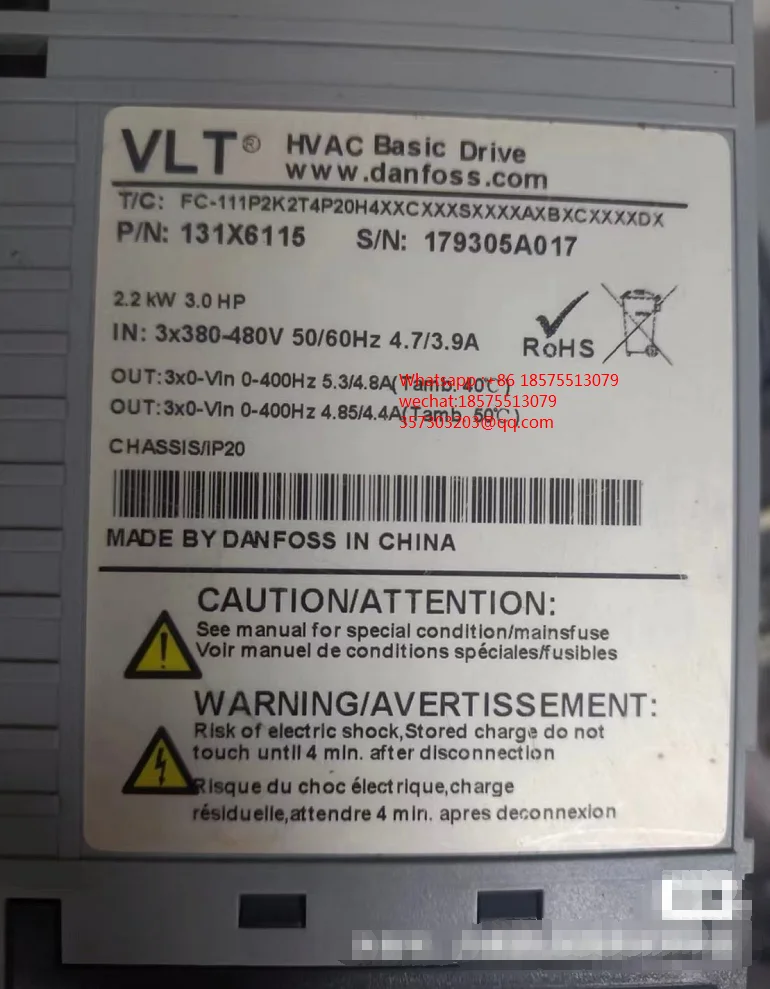 VLT® HVAC Basic Drive
www.danfoss.com
T/C: FC-111P2K2T4P20H4XXCXXXSXXXXAXBXCXXXXDX
P/N: 131X6115 S/N: 179305A017
2.2 kW 3.0 HP
IN: 3x380-480V 50/60Hz 4.7/3.9A
RoHS
OUT:3x0-Vin 0-400Hz 5.3/4.8A(Tamb. 40℃)
Whatsapp:+86 18575513079
OUT:3x0-Vin 0-400Hz 4.85/4.4A(Tamb. 50℃)
wechat:18575513079
357303203@qq.com
CHASSIS/IP20
MADE BY DANFOSS IN CHINA
CAUTION/ATTENTION:
See manual for special condition/mainsfuse
Voir manuel de conditions spéciales/fusibles
WARNING/AVERTISSEMENT:
Risk of electric shock,Stored charge do not
touch until 4 min. after disconnection
Risque du choc électrique,charge
résiduelle,attendre 4 min. apres deconnexion